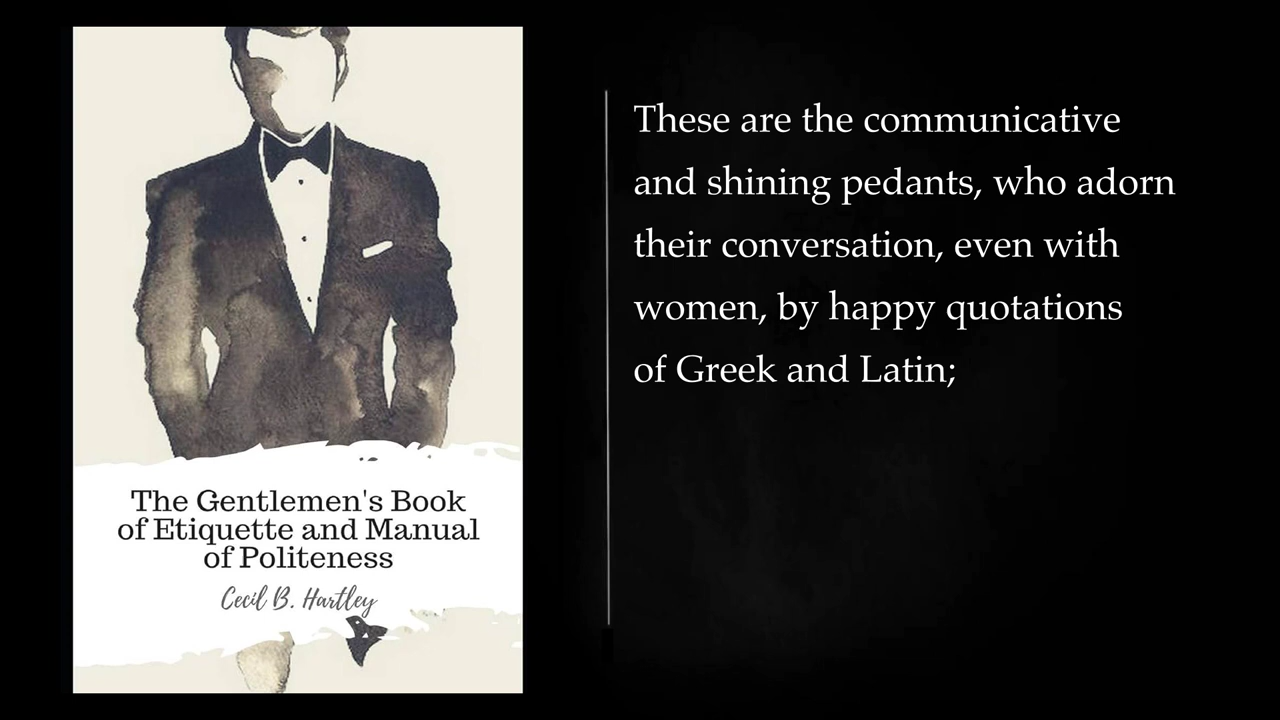 The Gentlemen's Book
of Etiquette and Manual
of Politeness
Cecil B. Hartley
These are the communicative
and shining pedants, who adorn
their conversation, even with
women, by happy quotations
of Greek and Latin;